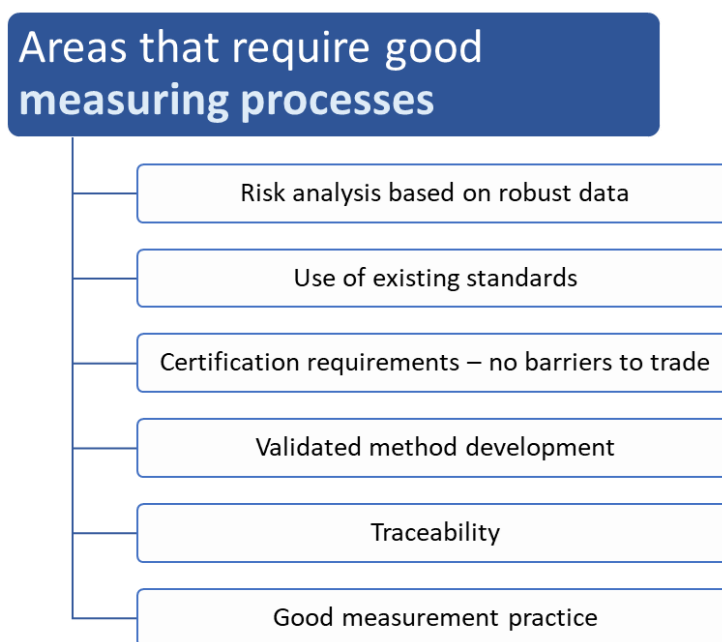 Areas that require good
measuring processes
Risk analysis based on robust data
Use of existing standards
Certification requirements – no barriers to trade
Validated method development
Traceability
Good measurement practice